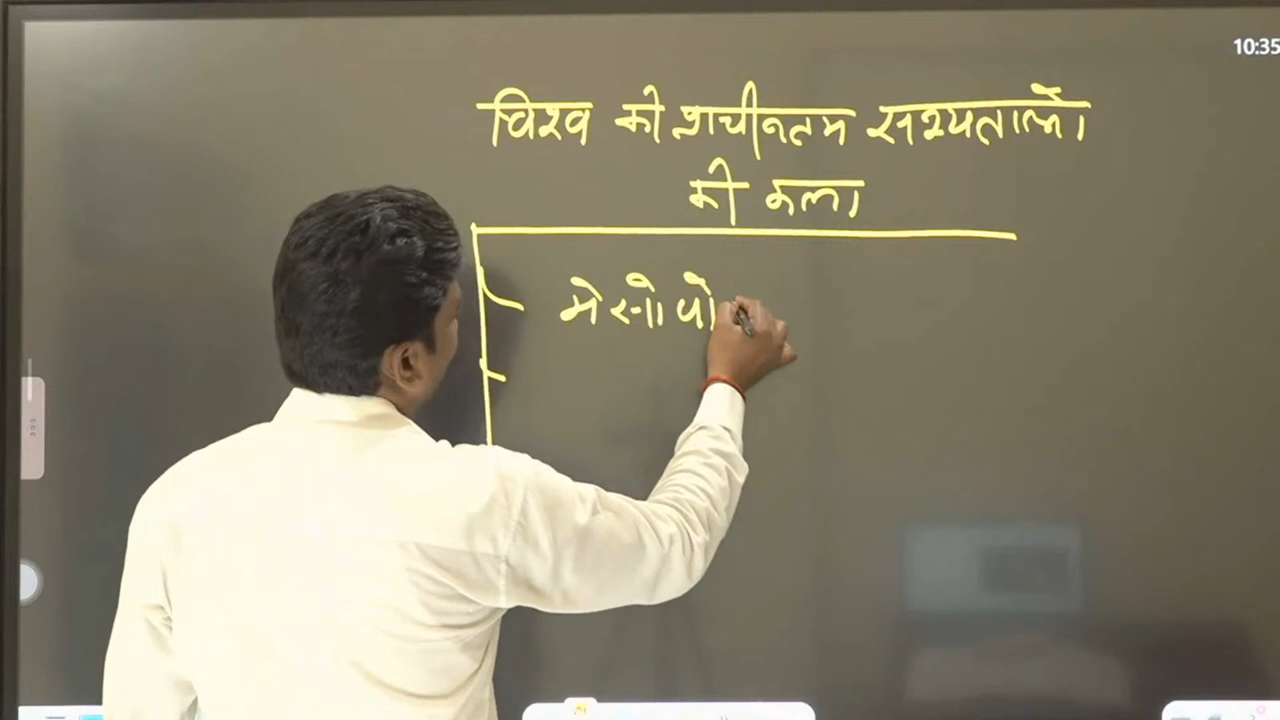 10:35
विश्व की प्राचीनतम सभ्यताओं
की कला
मेसोपो